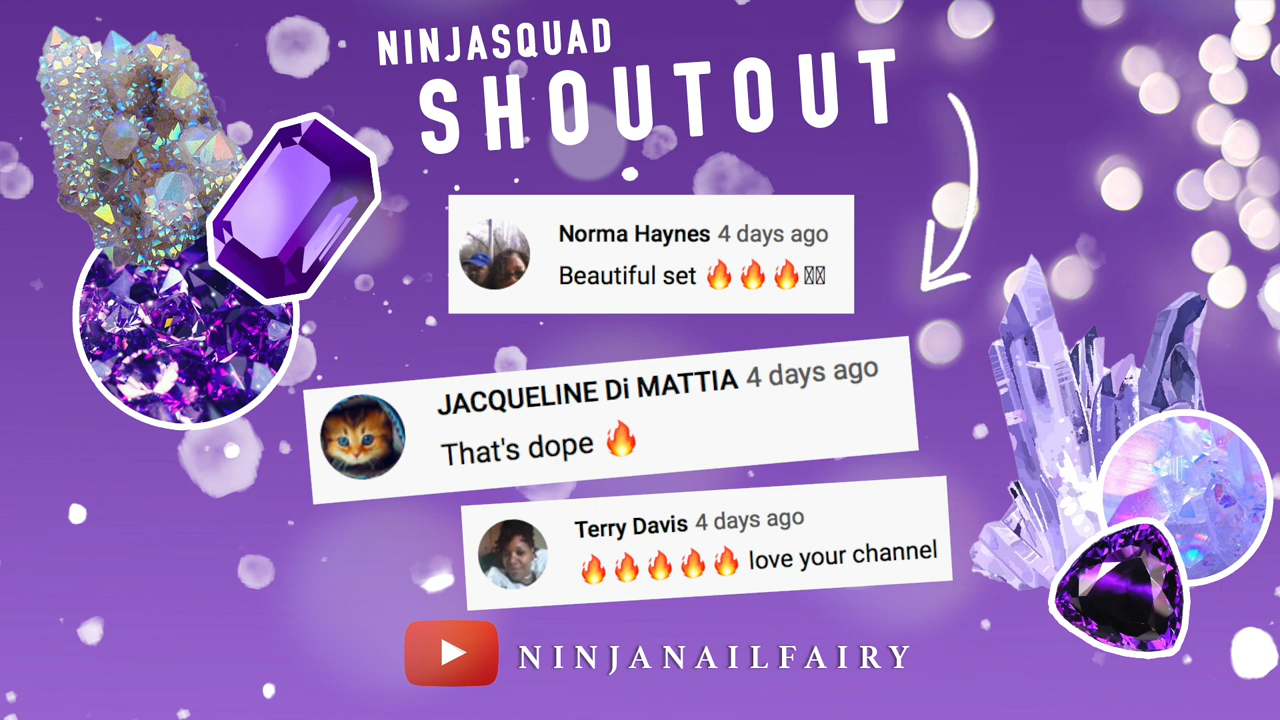 NINJASQUAD
SHOUTOUT
Norma Haynes 4 days ago
Beautiful set 🔥🔥🔥
JACQUELINE Di MATTIA 4 days ago
That's dope 🔥
Terry Davis 4 days ago
🔥🔥🔥🔥🔥 love your channel
NINJANAILFAIRY